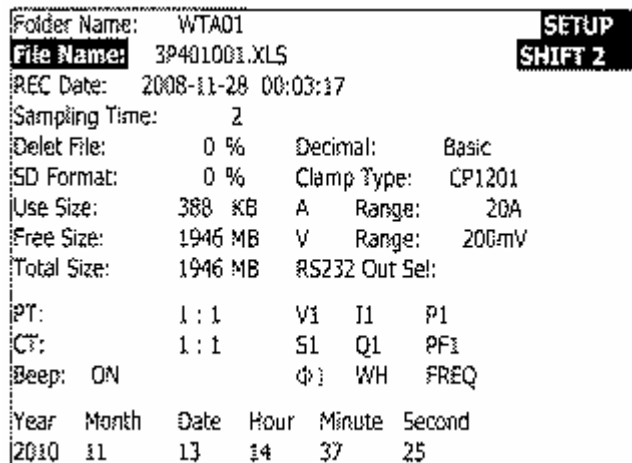 Folder Name: WTA01 SETUP
File Name: 3P401001.XLS SHIFT 2
REC Date: 2008-11-28 00:03:17
Sampling Time: 2
Delet File: 0 % Decimal: Basic
SD Format: 0 % Clamp Type: CP1201
Use Size: 388 KB A Range: 20A
Free Size: 1946 MB V Range: 200mV
Total Size: 1946 MB RS232 Out Sel:
PT: 1 : 1 V1 I1 P1
CT: 1 : 1 S1 Q1 PF1
Beep: ON Φ1 WH FREQ
Year Month Date Hour Minute Second
2010 11 13 14 37 25